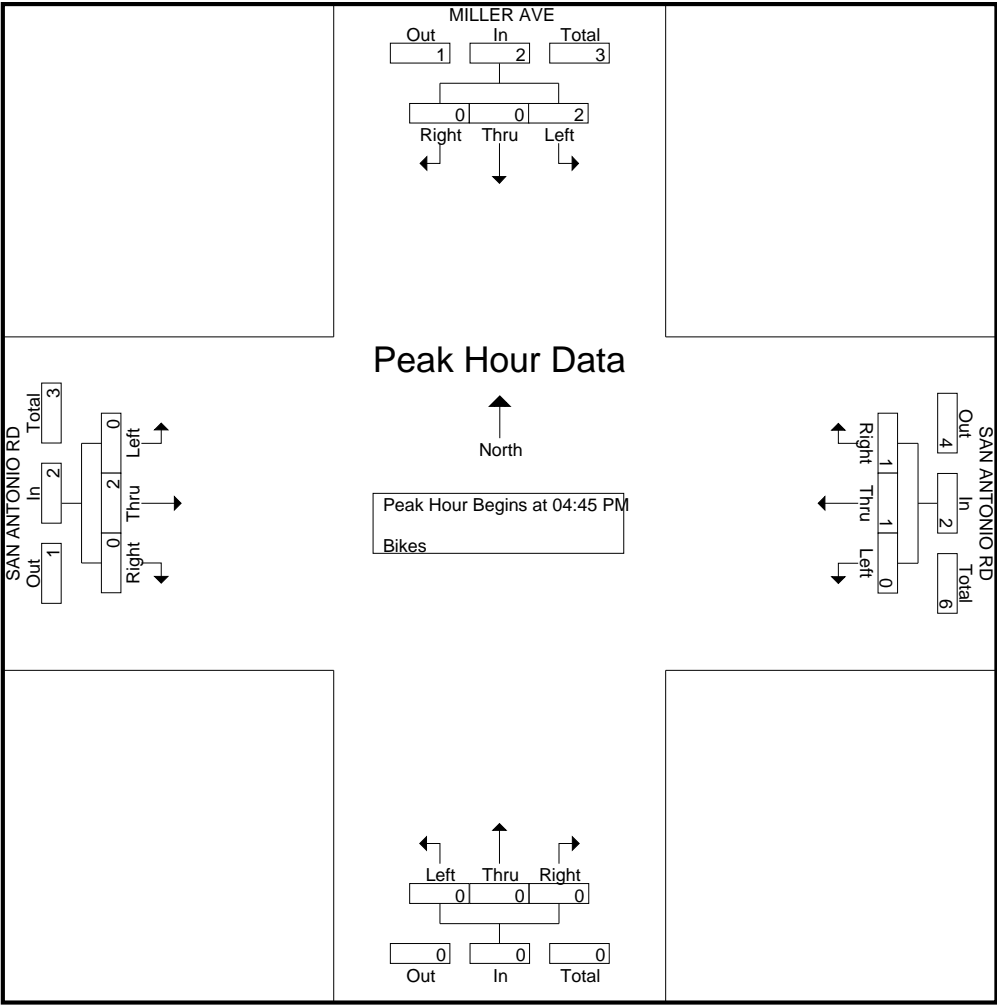 MILLER AVE
Out In Total
1 2 3
0 0 2
Right Thru Left
Peak Hour Data
North
Peak Hour Begins at 04:45 PM
Bikes
SAN ANTONIO RD
Total In Out
3 2 1
0 2 0
Left Thru Right
SAN ANTONIO RD
Out In Total
4 2 6
1 1 0
Right Thru Left
Left Thru Right
0 0 0
0 0 0
Out In Total